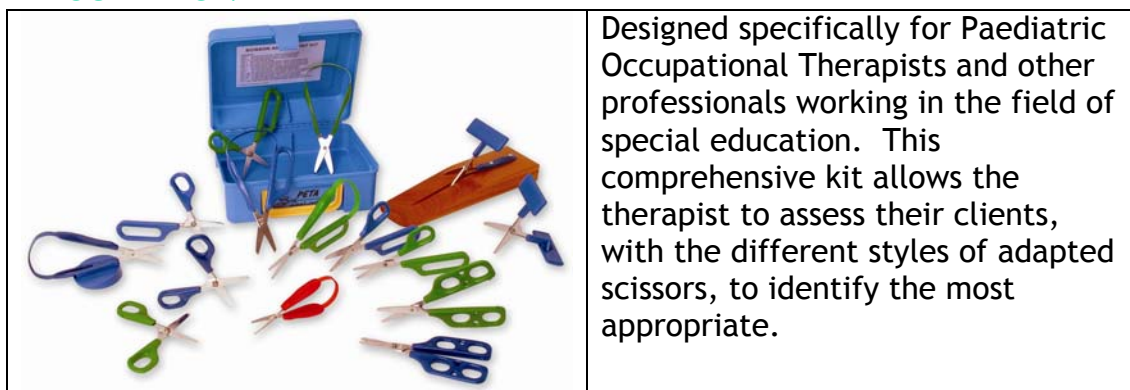 PETA
Designed specifically for Paediatric
Occupational Therapists and other
professionals working in the field of
special education.  This
comprehensive kit allows the
therapist to assess their clients,
with the different styles of adapted
scissors, to identify the most
appropriate.